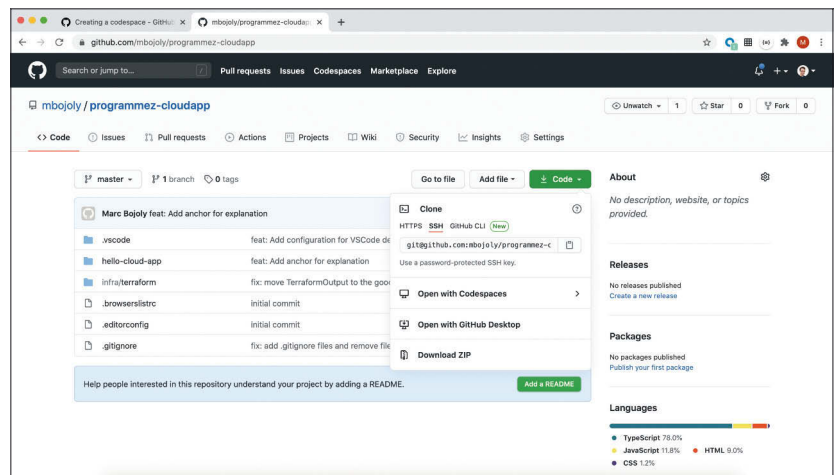 Creating a codespace - GitHub
mbojoly/programmez-cloudapp
github.com/mbojoly/programmez-cloudapp
M
Search or jump to...
/
Pull requests Issues Codespaces Marketplace Explore
mbojoly / programmez-cloudapp
Unwatch 1 Star 0 Fork 0
<> Code Issues Pull requests Actions Projects Wiki Security Insights Settings
master 1 branch 0 tags Go to file Add file Code
Marc Bojoly feat: Add anchor for explanation
.vscode feat: Add configuration for VSCode de
hello-cloud-app feat: Add anchor for explanation
infra/terraform fix: move TerraformOutput to the goo
.browserslistrc initial commit
.editorconfig initial commit
.gitignore fix: add .gitignore files and remove file
Clone
HTTPS SSH GitHub CLI New
git@github.com:mbojoly/programmez-c
Use a password-protected SSH key.
Open with Codespaces
Open with GitHub Desktop
Download ZIP
Help people interested in this repository understand your project by adding a README. Add a README
About
No description, website, or topics
provided.
Releases
No releases published
Create a new release
Packages
No packages published
Publish your first package
Languages
TypeScript 78.0%
JavaScript 11.8% HTML 9.0%
CSS 1.2%